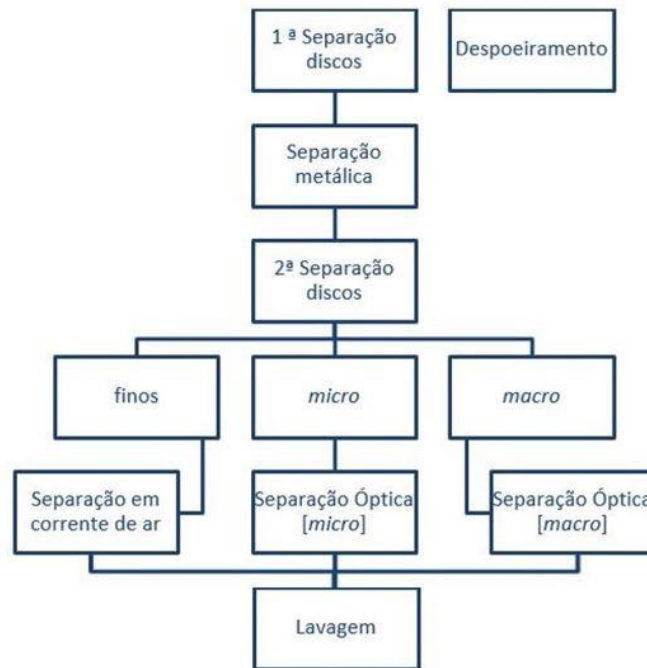 1 ª Separação
discos
Despoeiramento
Separação
metálica
2ª Separação
discos
finos
micro
macro
Separação em
corrente de ar
Separação Óptica
[micro]
Separação Óptica
[macro]
Lavagem